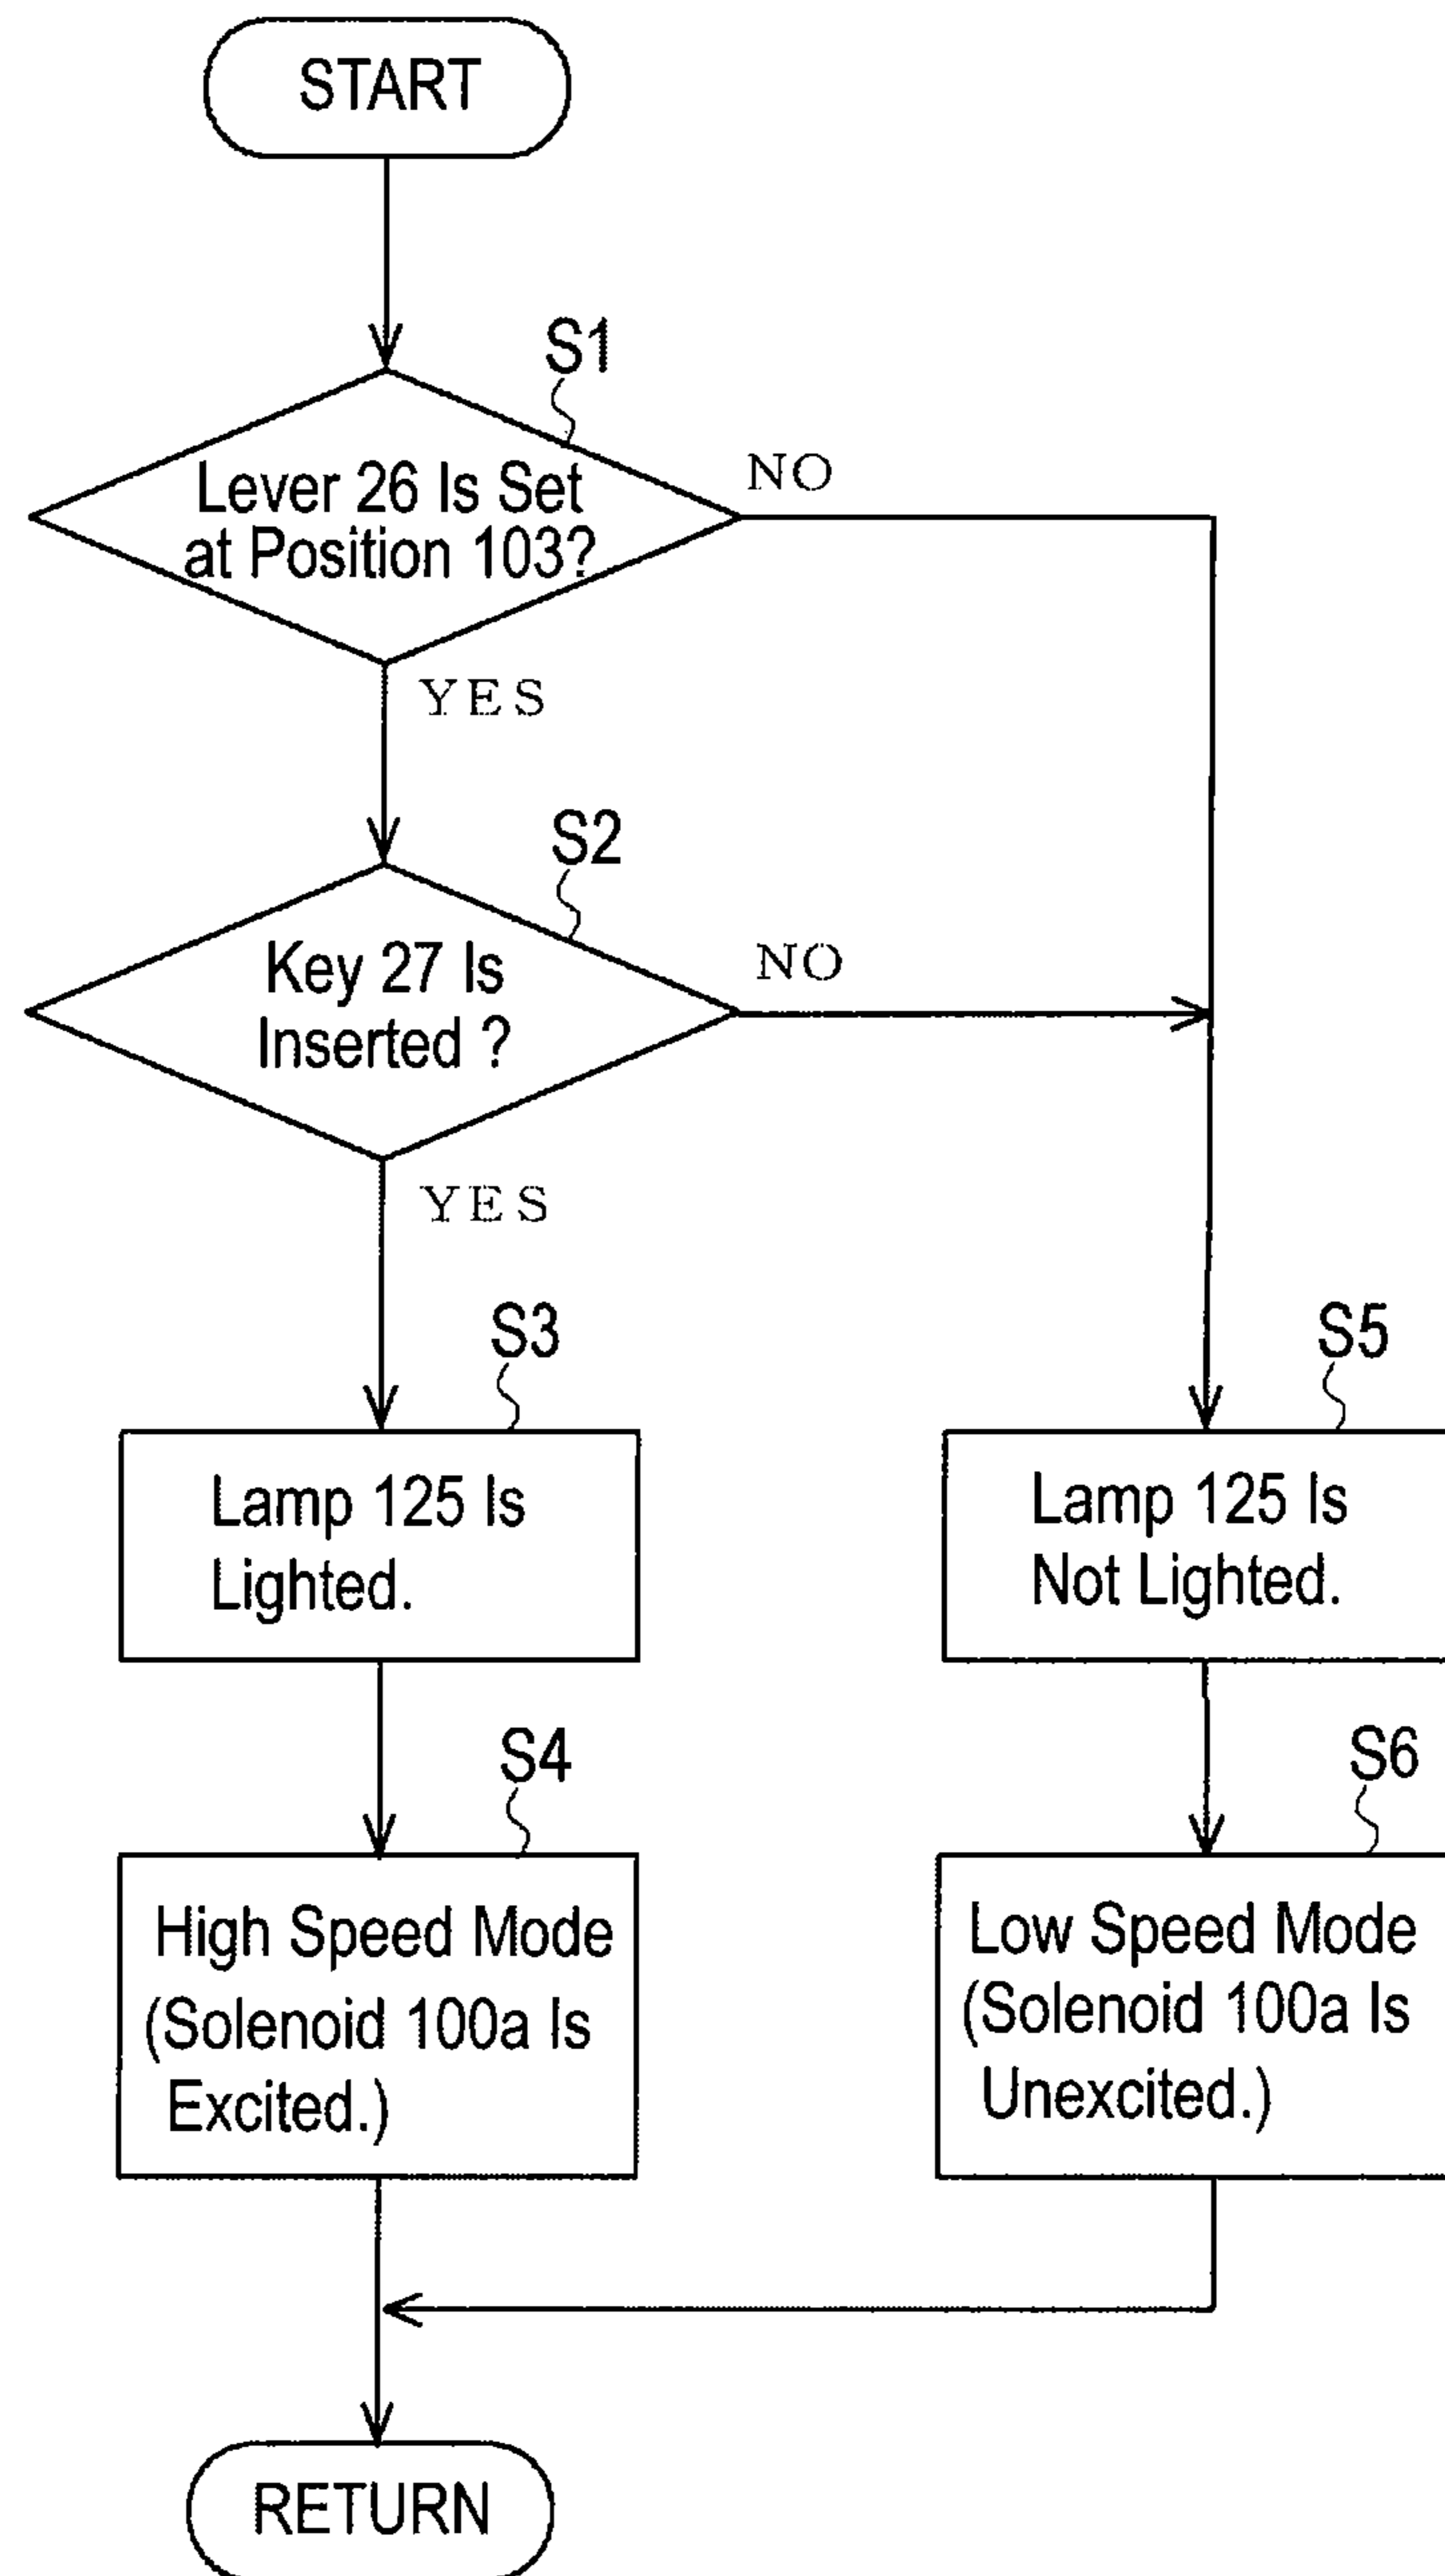 START
S1
Lever 26 Is Set
at Position 103?
NO
YES
S2
Key 27 Is
Inserted ?
NO
YES
S3
Lamp 125 Is
Lighted.
S5
Lamp 125 Is
Not Lighted.
S4
High Speed Mode
(Solenoid 100a Is
Excited.)
S6
Low Speed Mode
(Solenoid 100a Is
Unexcited.)
RETURN